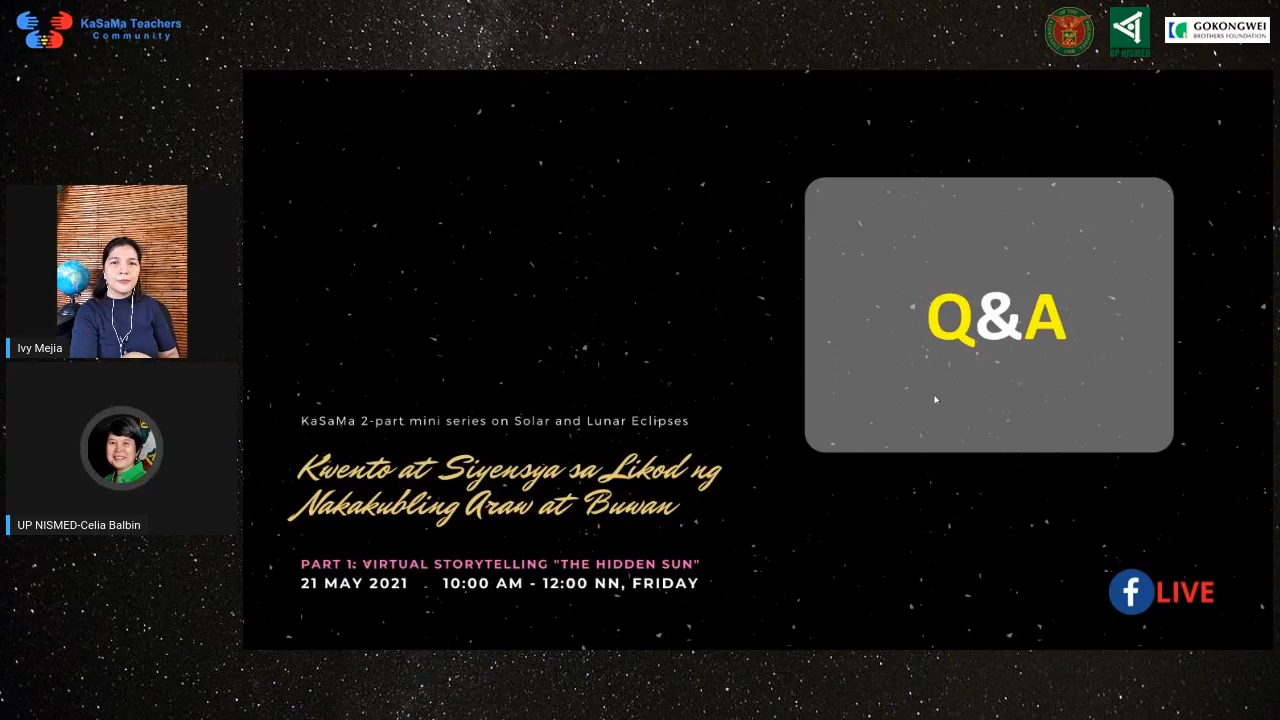 KaSaMa Teachers
Community
UP NISMED
GOKONGWEI
BROTHERS FOUNDATION
Q&A
Ivy Mejia
KaSaMa 2-part mini series on Solar and Lunar Eclipses
Kwento at Siyensya sa Likod ng
Nakakubling Araw at Buwan
UP NISMED-Celia Balbin
PART 1: VIRTUAL STORYTELLING "THE HIDDEN SUN"
21 MAY 2021 . 10:00 AM - 12:00 NN, FRIDAY
f LIVE